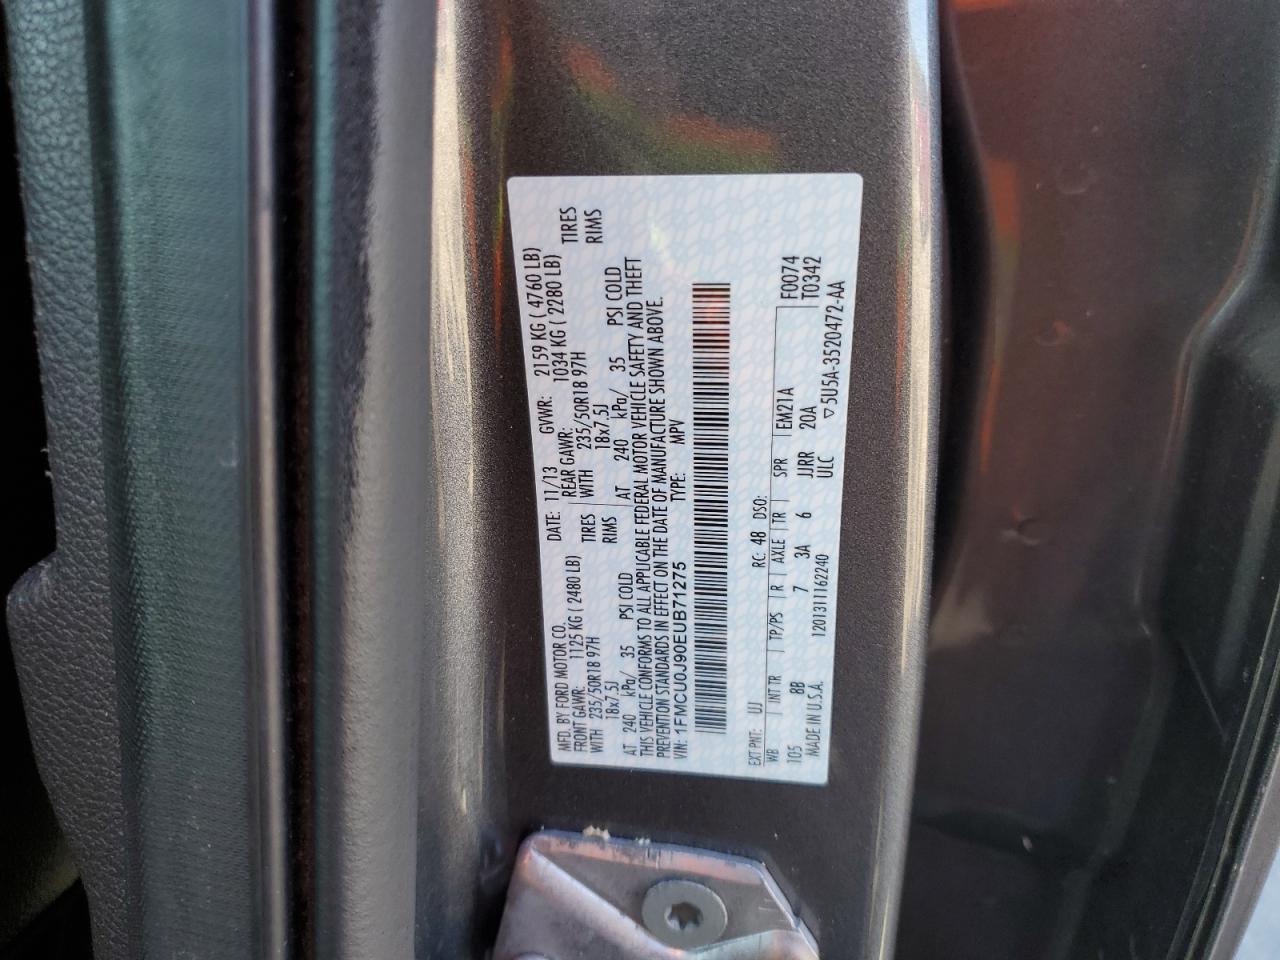 MFD. BY FORD MOTOR CO. DATE: 11/13 GVWR: 2159 KG ( 4760 LB)
FRONT GAWR: 1125 KG ( 2480 LB) REAR GAWR: 1034 KG ( 2280 LB)
WITH 235/50R18 97H TIRES WITH 235/50R18 97H TIRES
18x7.5J RIMS 18x7.5J RIMS
AT 240 kPa/ 35 PSI COLD AT 240 kPa/ 35 PSI COLD
THIS VEHICLE CONFORMS TO ALL APPLICABLE FEDERAL MOTOR VEHICLE SAFETY AND THEFT
PREVENTION STANDARDS IN EFFECT ON THE DATE OF MANUFACTURE SHOWN ABOVE.
VIN: 1FMCU0J90EUB71275 TYPE: MPV
EXT PNT: UJ RC: 48 DSO:
WB INT TR TP/PS R AXLE TR SPR EM21A F0074
105 8B 7 3A 6 JJRR 20A T0342
MADE IN U.S.A. 1201311162240 ULC ▽5U5A-3520472-AA